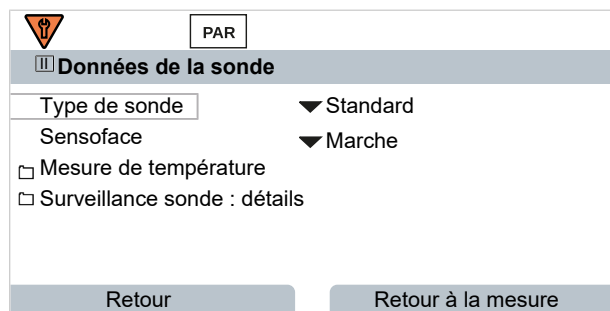 PAR
II Données de la sonde
Type de sonde Standard
Sensoface Marche
Mesure de température
Surveillance sonde : détails
Retour Retour à la mesure